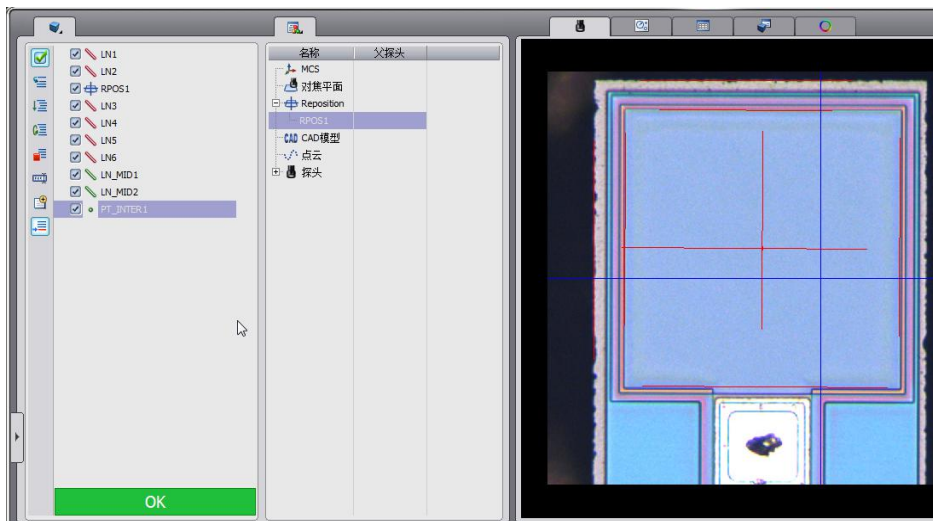 LN1
LN2
RPOS1
LN3
LN4
LN5
LN6
LN_MID1
LN_MID2
PT_INTER1
OK
名称 父探头
MCS
对焦平面
Reposition
RPOS1
CAD CAD模型
点云
探头